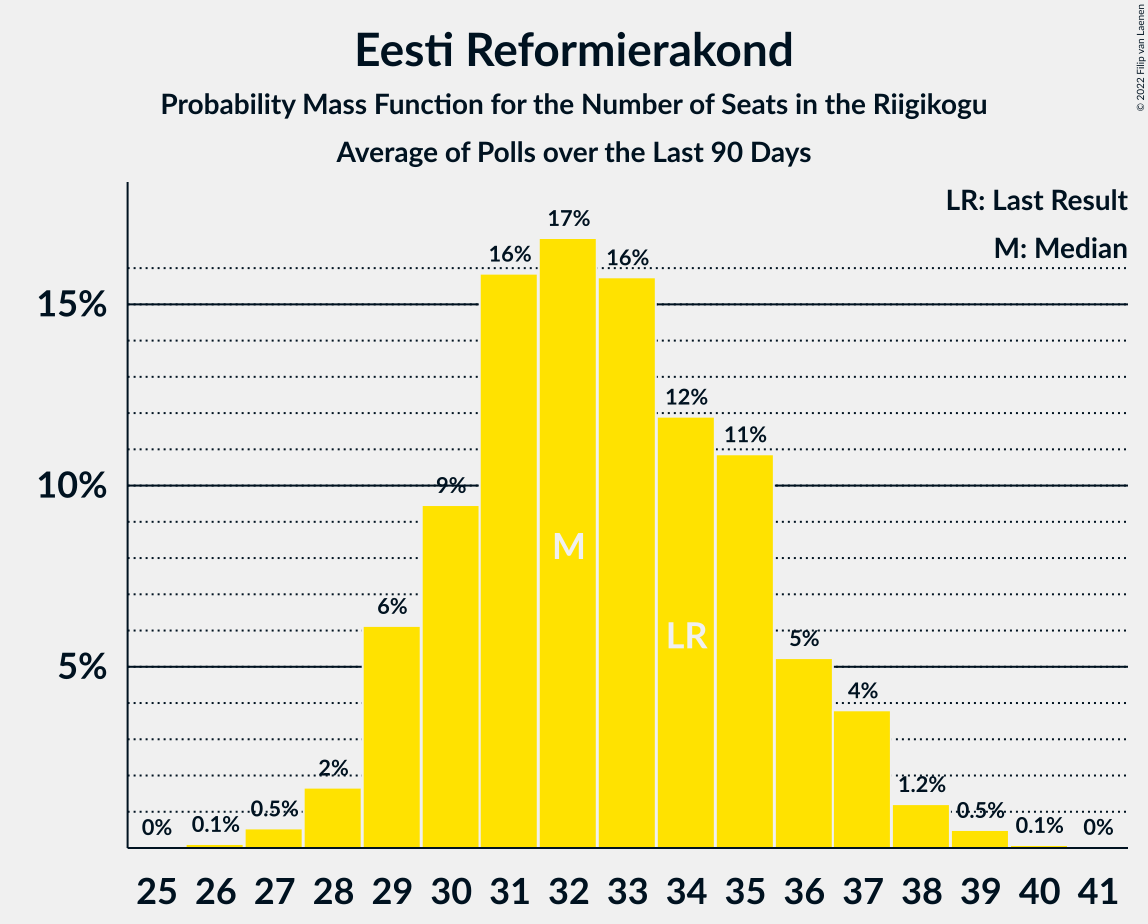 Eesti Reformierakond
Probability Mass Function for the Number of Seats in the Riigikogu
Average of Polls over the Last 90 Days
© 2022 Filip van Laenen
LR: Last Result
M: Median
17%
16%
16%
15%
12%
11%
10%
9%
M
6%
LR
5%
5%
4%
2%
1.2%
0.5%
0.5%
0%
0.1%
0.1%
0%
25 26 27 28 29 30 31 32 33 34 35 36 37 38 39 40 41